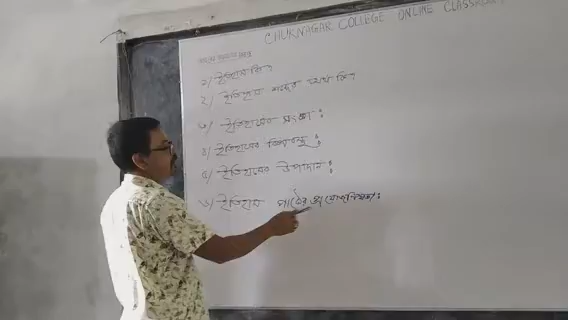 CHUKNAGAR COLLEGE ONLINE CLASSROOM
১/ ইতিহাস কি?
২/ ইতিহাস শব্দের অর্থ কি?
৩/ ইতিহাসের সংজ্ঞা :
৪/ ইতিহাসের বিষয়বস্তু :
৫/ ইতিহাসের উপাদান :
৬/ ইতিহাস পাঠের প্রয়োজনীয়তা :